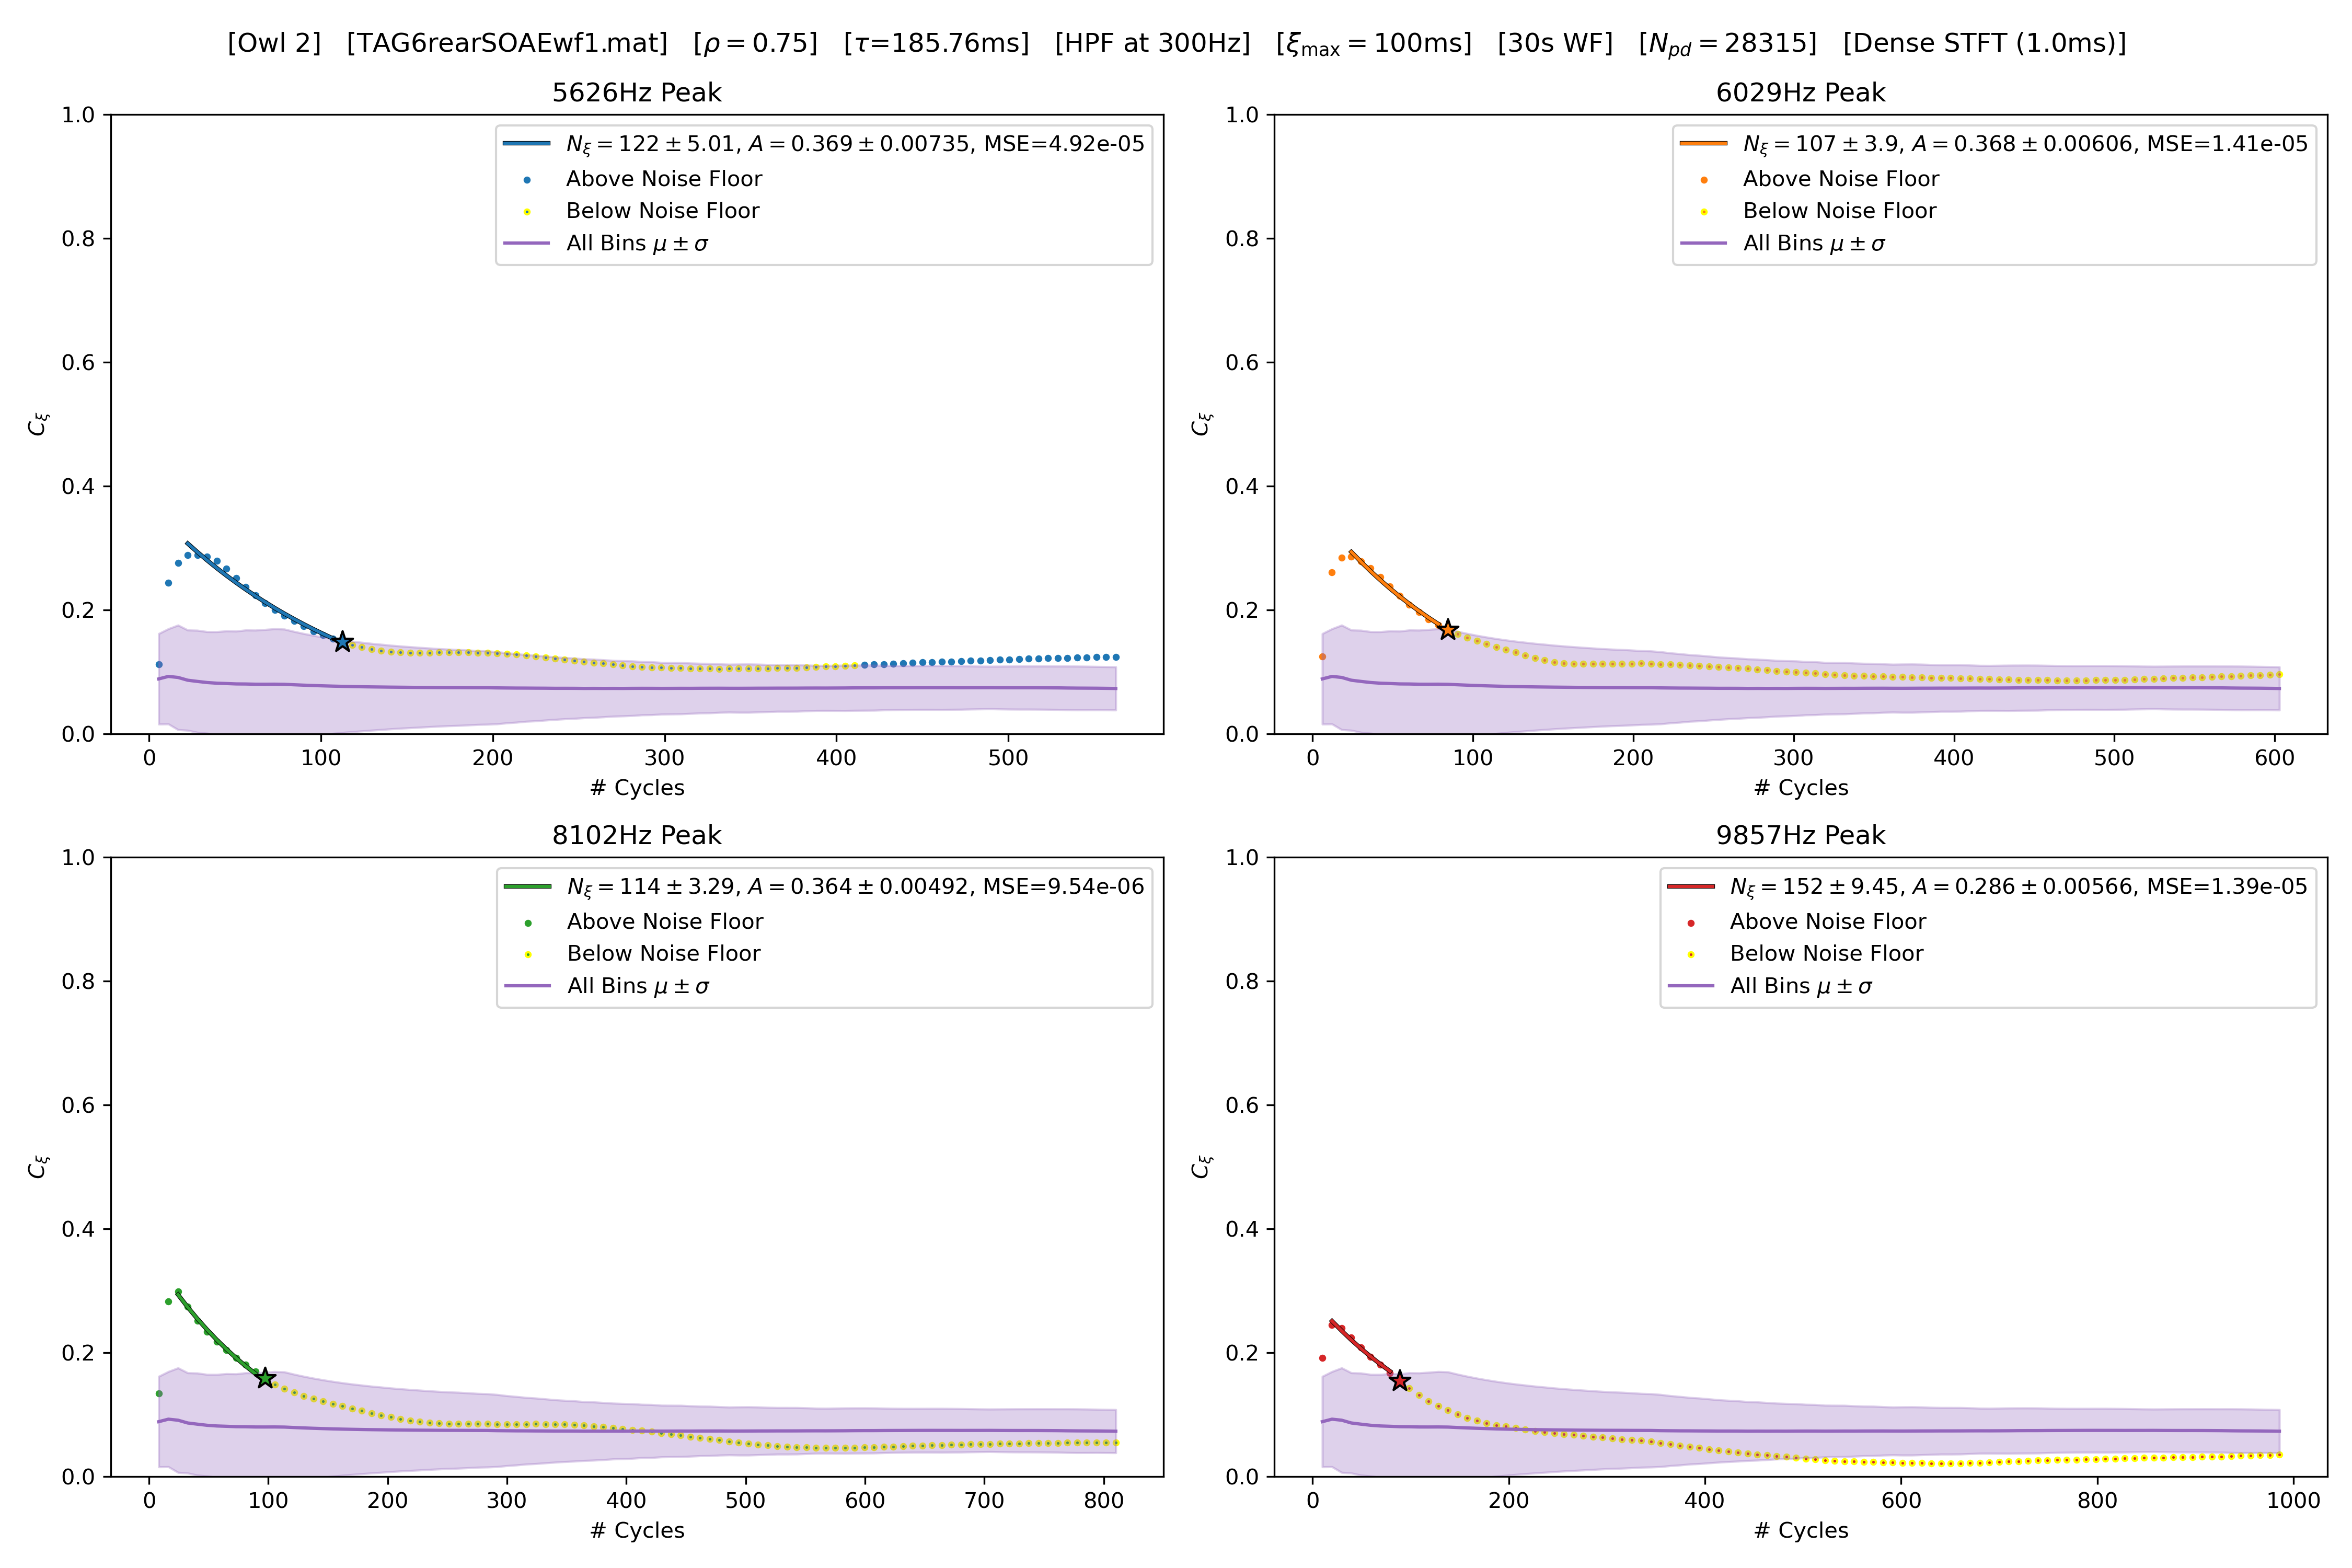 [Owl 2] [TAG6rearSOAEwf1.mat] [ρ = 0.75] [τ=185.76ms] [HPF at 300Hz] [ξmax = 100ms] [30s WF] [Npd = 28315] [Dense STFT (1.0ms)]
5626Hz Peak
Nξ = 122 ± 5.01, A = 0.369 ± 0.00735, MSE=4.92e-05
Above Noise Floor
Below Noise Floor
All Bins μ ± σ
1.0
0.8
0.6
0.4
0.2
0.0
Cξ
0 100 200 300 400 500
# Cycles
6029Hz Peak
Nξ = 107 ± 3.9, A = 0.368 ± 0.00606, MSE=1.41e-05
Above Noise Floor
Below Noise Floor
All Bins μ ± σ
1.0
0.8
0.6
0.4
0.2
0.0
Cξ
0 100 200 300 400 500 600
# Cycles
8102Hz Peak
Nξ = 114 ± 3.29, A = 0.364 ± 0.00492, MSE=9.54e-06
Above Noise Floor
Below Noise Floor
All Bins μ ± σ
1.0
0.8
0.6
0.4
0.2
0.0
Cξ
0 100 200 300 400 500 600 700 800
# Cycles
9857Hz Peak
Nξ = 152 ± 9.45, A = 0.286 ± 0.00566, MSE=1.39e-05
Above Noise Floor
Below Noise Floor
All Bins μ ± σ
1.0
0.8
0.6
0.4
0.2
0.0
Cξ
0 200 400 600 800 1000
# Cycles